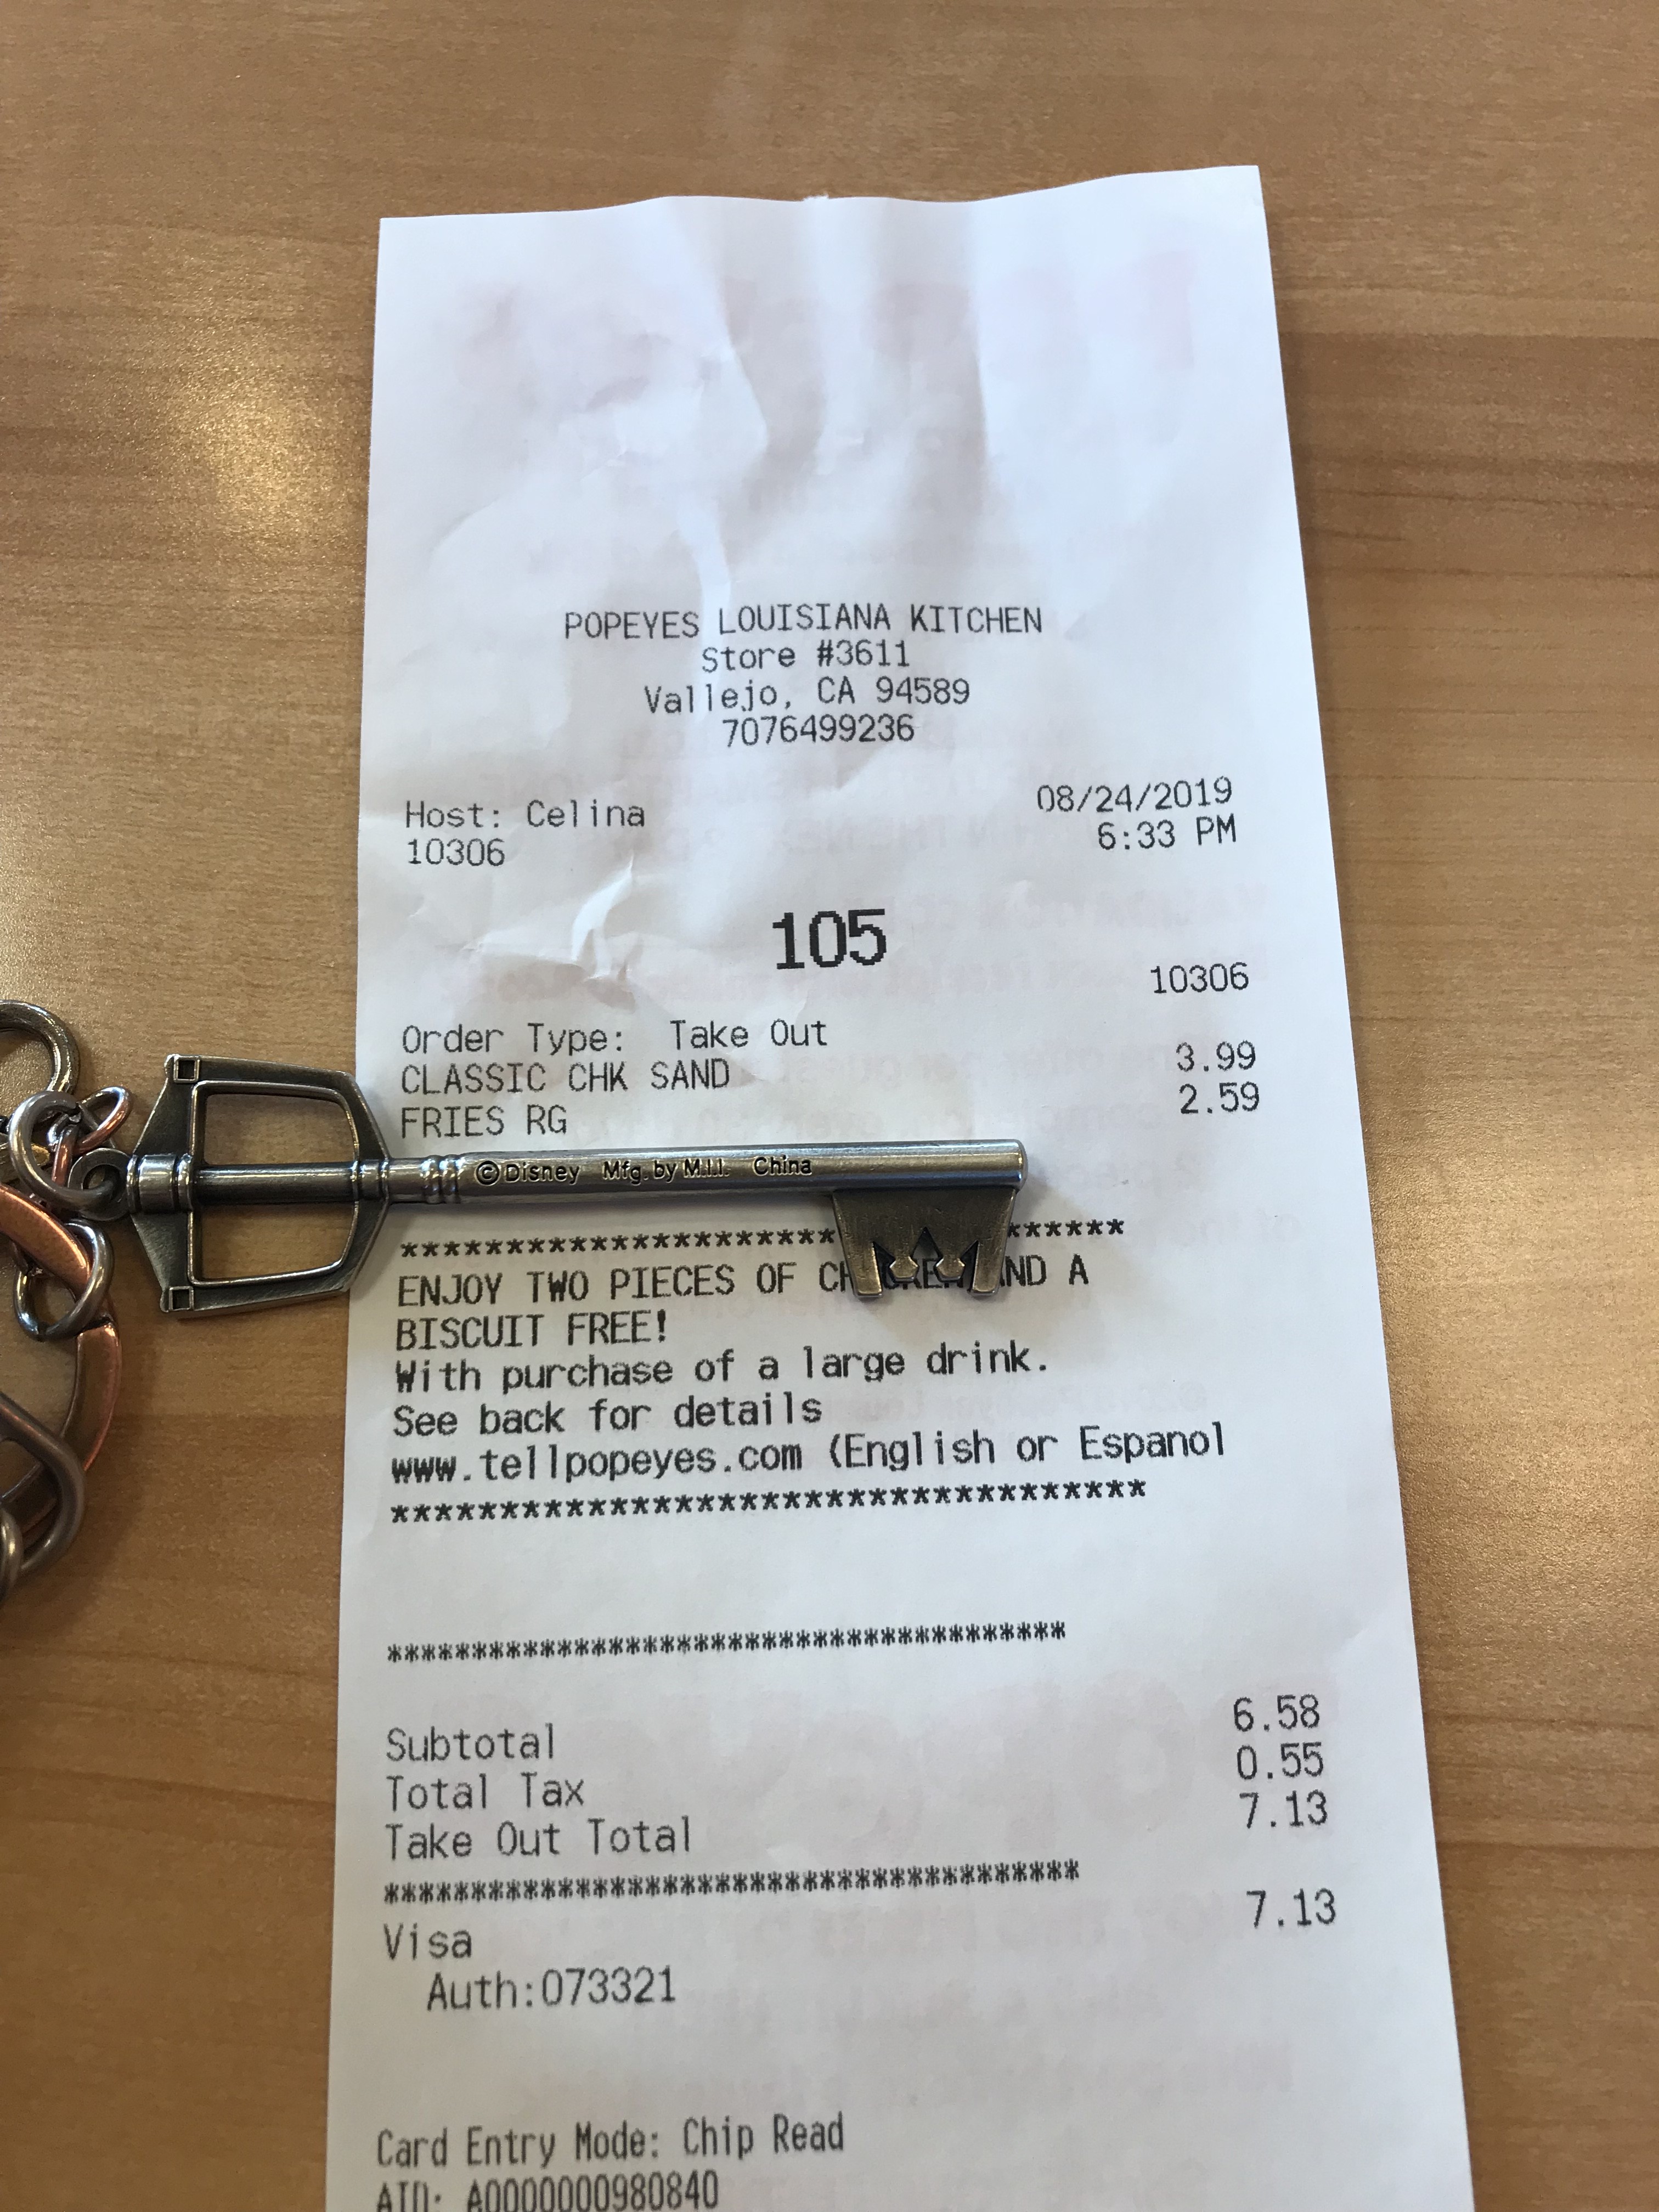 POPEYES LOUISIANA KITCHEN
Store #3611
Vallejo, CA 94589
7076499236
Host: Celina 08/24/2019
10306 6:33 PM
105
10306
Order Type: Take Out
CLASSIC CHK SAND 3.99
FRIES RG 2.59
©Disney Mfg. by M.I.I. China
**********************************
ENJOY TWO PIECES OF CHICKEN AND A
BISCUIT FREE!
With purchase of a large drink.
See back for details
www.tellpopeyes.com (English or Espanol
***********************************
****************************************
Subtotal 6.58
Total Tax 0.55
Take Out Total 7.13
****************************************
Visa 7.13
Auth:073321
Card Entry Mode: Chip Read
AID: A0000000980840